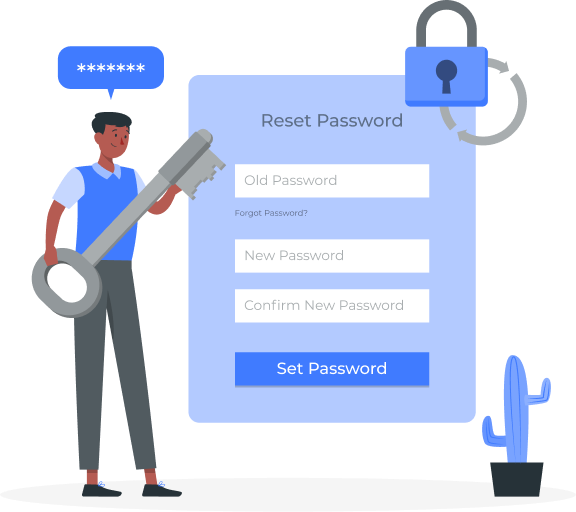 *******
Reset Password
Old Password
Forgot Password?
New Password
Confirm New Password
Set Password